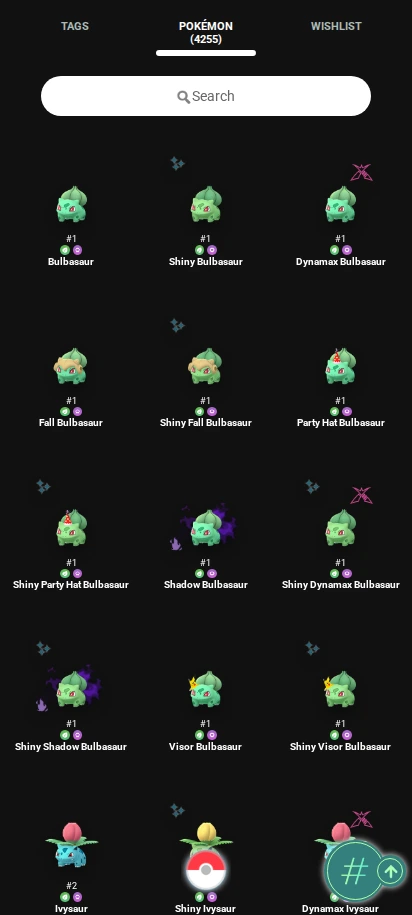 TAGS
POKÉMON
(4255)
WISHLIST
Search
#1
Bulbasaur
#1
Shiny Bulbasaur
#1
Dynamax Bulbasaur
#1
Fall Bulbasaur
#1
Shiny Fall Bulbasaur
#1
Party Hat Bulbasaur
#1
Shiny Party Hat Bulbasaur
#1
Shadow Bulbasaur
#1
Shiny Dynamax Bulbasaur
#1
Shiny Shadow Bulbasaur
#1
Visor Bulbasaur
#1
Shiny Visor Bulbasaur
#2
Ivysaur
Shiny Ivysaur
#
Dynamax Ivysaur